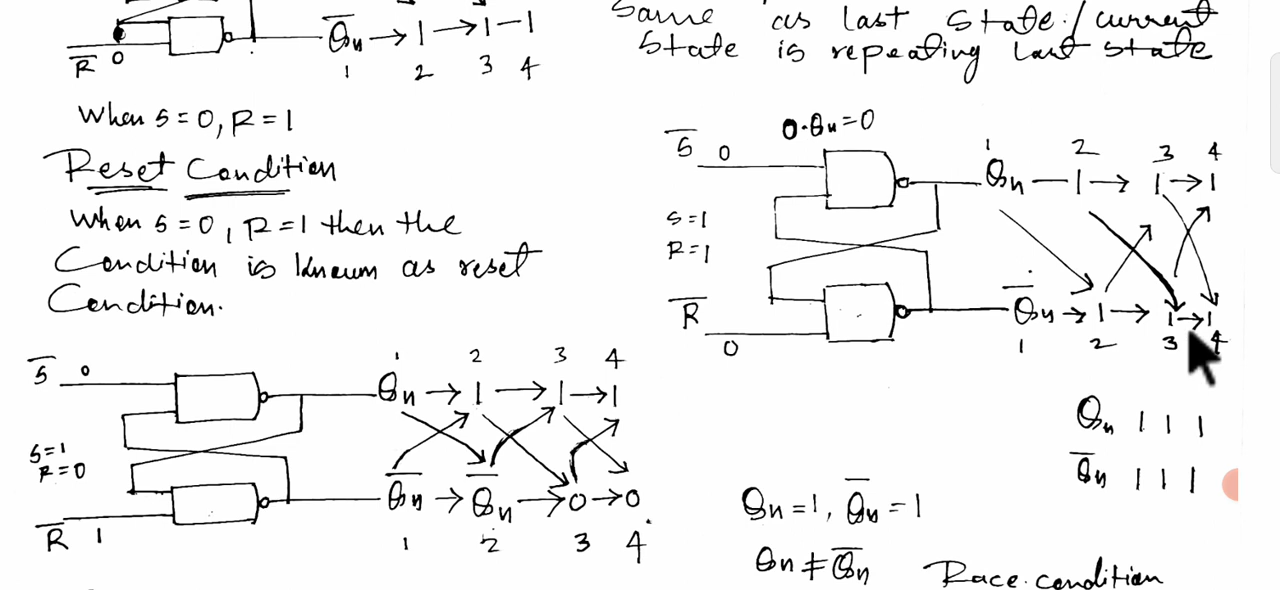 R̅ 0
Q̅n → 1 → 1 – 1
1 2 3 4
When S = 0, R = 1
Reset Condition
When S = 0, R = 1 then the
Condition is known as reset
Condition.
S̅ 0
1 2 3 4
Qn → 1 → 1 → 1
S=1
R=0
Q̅n → Q̅n → 0 → 0
R̅ 1
1 2 3 4
Same as last state / current
State is repeating last state
0·Qn = 0
S̅ 0
1 2 3 4
Qn — 1 → 1 → 1
S=1
R=1
R̅
0
Q̅n → 1 → 1 → 1
1 2 3 4
Qn 1 1 1
Q̅n 1 1 1
Qn = 1, Q̅n = 1
Qn ≠ Q̅n
Race condition